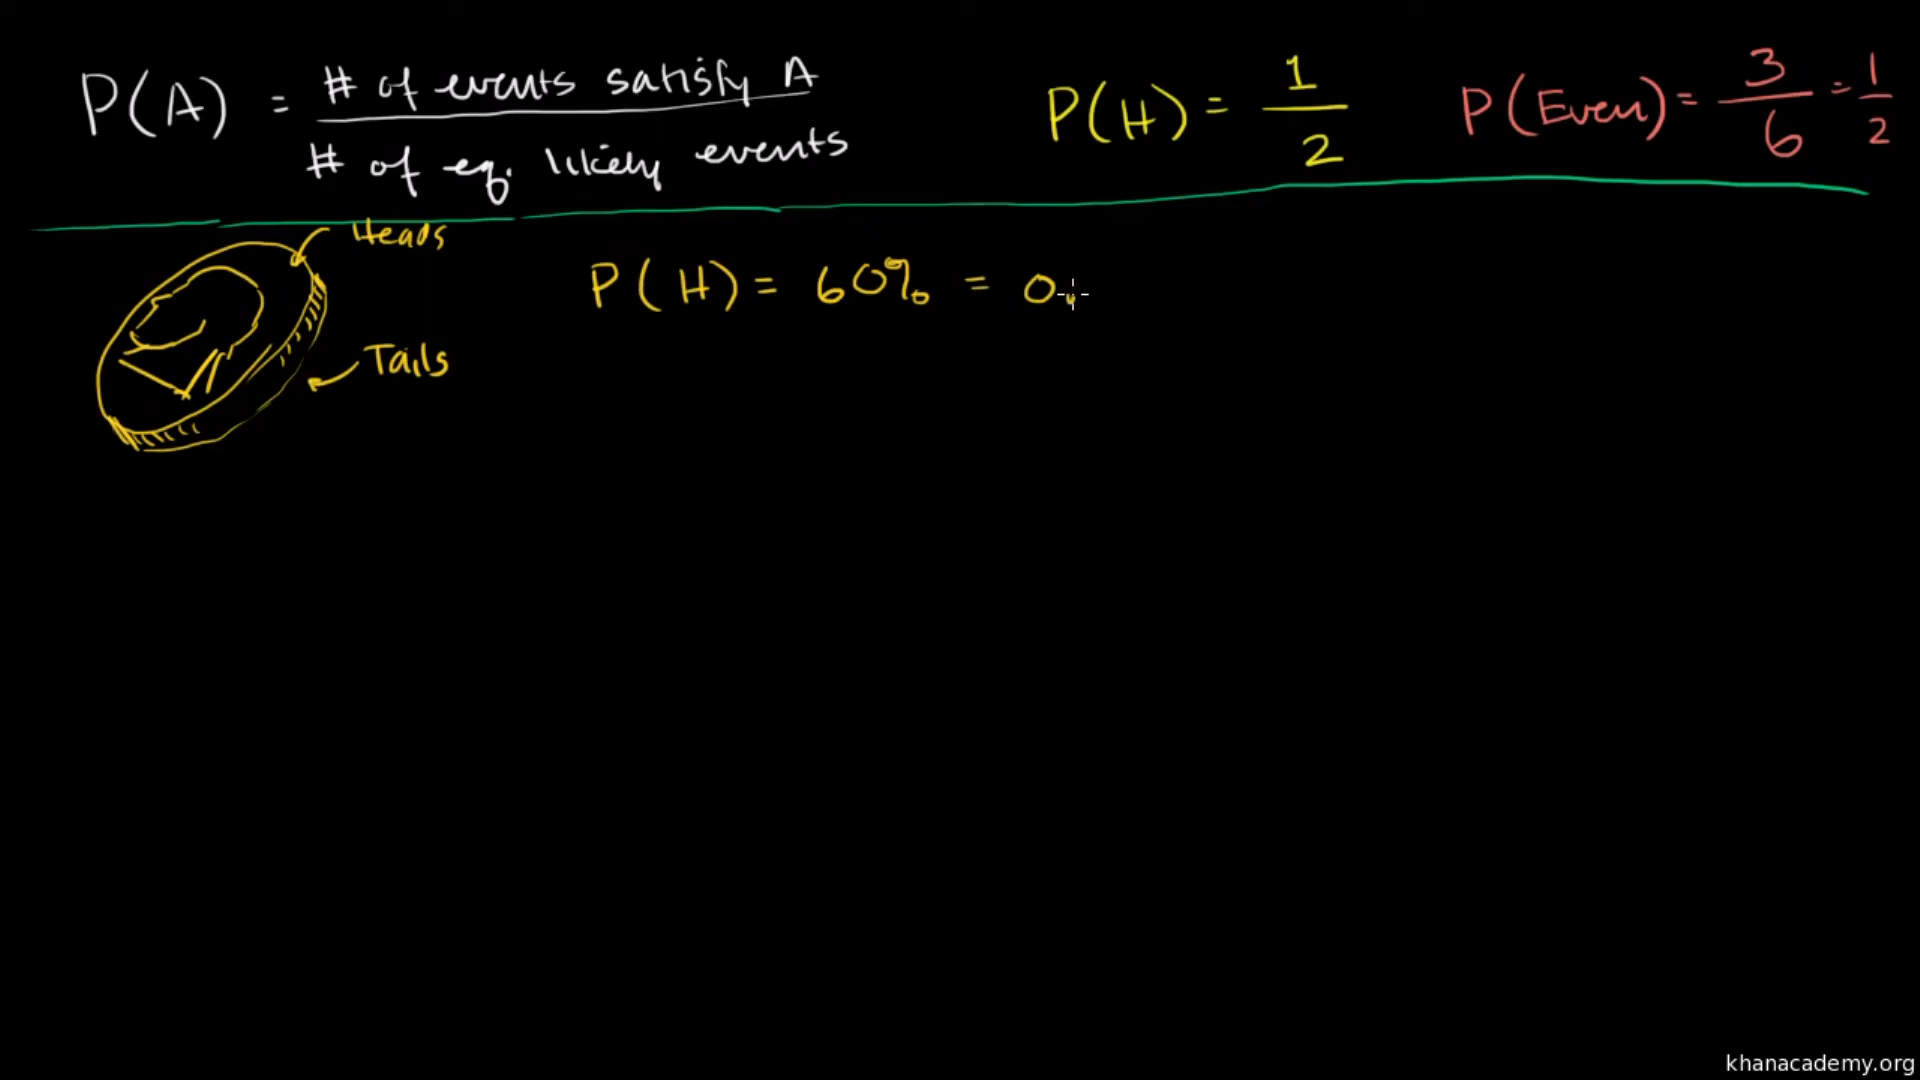 P(A) = # of events satisfy A / # of eq. likely events
P(H) = 1/2
P(Even) = 3/6 = 1/2
Heads
P(H) = 60% = 0.
Tails
khanacademy.org